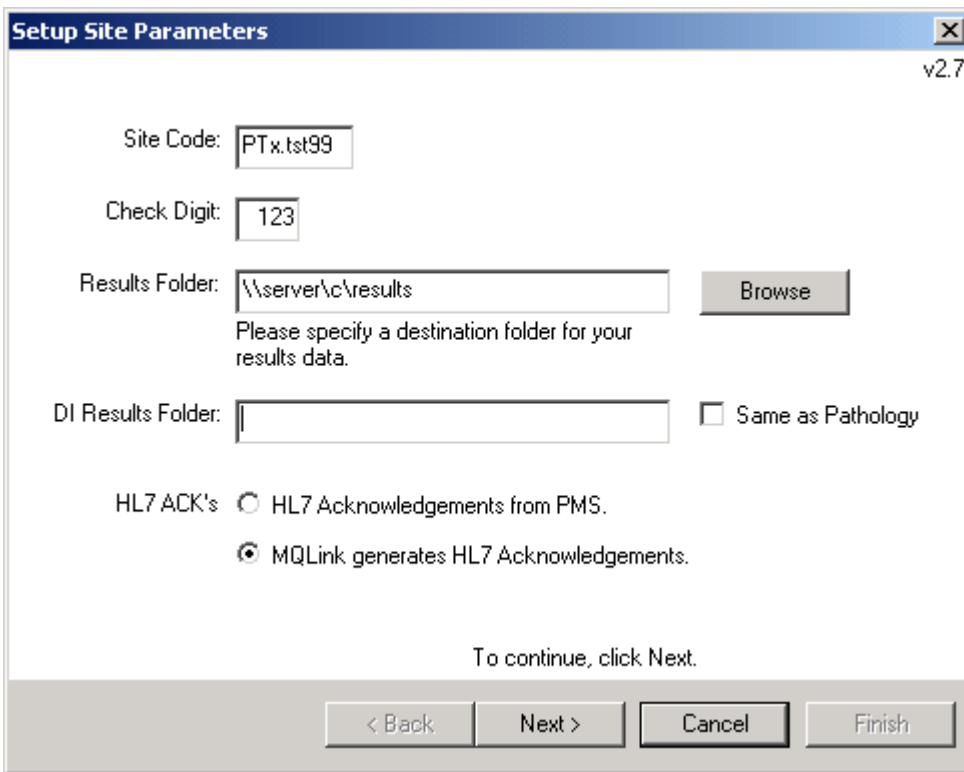 Setup Site Parameters
v2.7
Site Code: PTx.tst99
Check Digit: 123
Results Folder: \\server\c\results Browse
Please specify a destination folder for your
results data.
DI Results Folder: Same as Pathology
HL7 ACK's HL7 Acknowledgements from PMS.
MQLink generates HL7 Acknowledgements.
To continue, click Next.
< Back Next > Cancel Finish